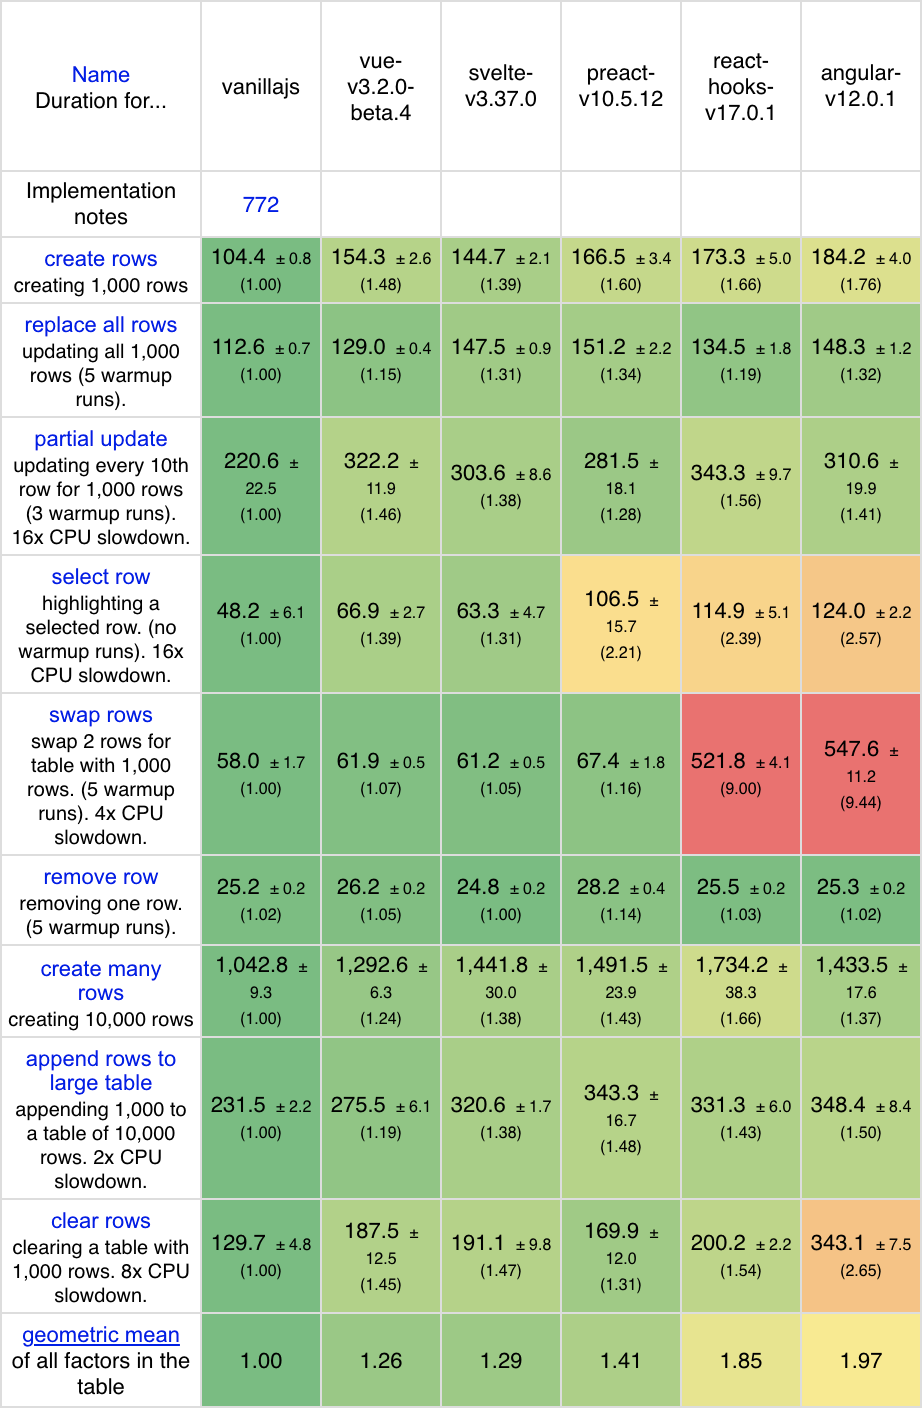 Name
Duration for...
vanillajs
vue-
v3.2.0-
beta.4
svelte-
v3.37.0
preact-
v10.5.12
react-
hooks-
v17.0.1
angular-
v12.0.1
Implementation
notes
772
create rows
creating 1,000 rows
104.4 ± 0.8
(1.00)
154.3 ± 2.6
(1.48)
144.7 ± 2.1
(1.39)
166.5 ± 3.4
(1.60)
173.3 ± 5.0
(1.66)
184.2 ± 4.0
(1.76)
replace all rows
updating all 1,000
rows (5 warmup
runs).
112.6 ± 0.7
(1.00)
129.0 ± 0.4
(1.15)
147.5 ± 0.9
(1.31)
151.2 ± 2.2
(1.34)
134.5 ± 1.8
(1.19)
148.3 ± 1.2
(1.32)
partial update
updating every 10th
row for 1,000 rows
(3 warmup runs).
16x CPU slowdown.
220.6 ±
22.5
(1.00)
322.2 ±
11.9
(1.46)
303.6 ± 8.6
(1.38)
281.5 ±
18.1
(1.28)
343.3 ± 9.7
(1.56)
310.6 ±
19.9
(1.41)
select row
highlighting a
selected row. (no
warmup runs). 16x
CPU slowdown.
48.2 ± 6.1
(1.00)
66.9 ± 2.7
(1.39)
63.3 ± 4.7
(1.31)
106.5 ±
15.7
(2.21)
114.9 ± 5.1
(2.39)
124.0 ± 2.2
(2.57)
swap rows
swap 2 rows for
table with 1,000
rows. (5 warmup
runs). 4x CPU
slowdown.
58.0 ± 1.7
(1.00)
61.9 ± 0.5
(1.07)
61.2 ± 0.5
(1.05)
67.4 ± 1.8
(1.16)
521.8 ± 4.1
(9.00)
547.6 ±
11.2
(9.44)
remove row
removing one row.
(5 warmup runs).
25.2 ± 0.2
(1.02)
26.2 ± 0.2
(1.05)
24.8 ± 0.2
(1.00)
28.2 ± 0.4
(1.14)
25.5 ± 0.2
(1.03)
25.3 ± 0.2
(1.02)
create many
rows
creating 10,000 rows
1,042.8 ±
9.3
(1.00)
1,292.6 ±
6.3
(1.24)
1,441.8 ±
30.0
(1.38)
1,491.5 ±
23.9
(1.43)
1,734.2 ±
38.3
(1.66)
1,433.5 ±
17.6
(1.37)
append rows to
large table
appending 1,000 to
a table of 10,000
rows. 2x CPU
slowdown.
231.5 ± 2.2
(1.00)
275.5 ± 6.1
(1.19)
320.6 ± 1.7
(1.38)
343.3 ±
16.7
(1.48)
331.3 ± 6.0
(1.43)
348.4 ± 8.4
(1.50)
clear rows
clearing a table with
1,000 rows. 8x CPU
slowdown.
129.7 ± 4.8
(1.00)
187.5 ±
12.5
(1.45)
191.1 ± 9.8
(1.47)
169.9 ±
12.0
(1.31)
200.2 ± 2.2
(1.54)
343.1 ± 7.5
(2.65)
geometric mean
of all factors in the
table
1.00
1.26
1.29
1.41
1.85
1.97